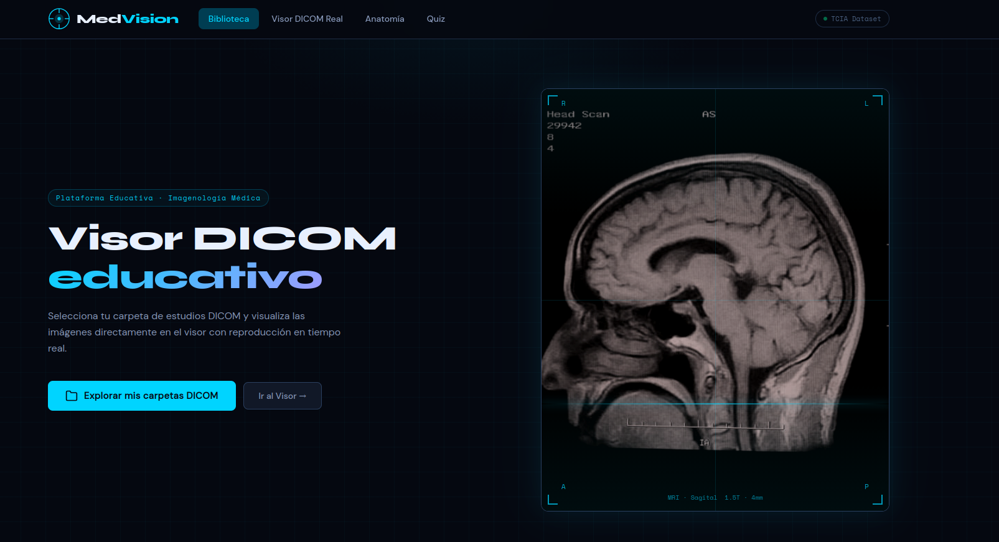 MedVision
Biblioteca
Visor DICOM Real
Anatomía
Quiz
TCIA Dataset
Plataforma Educativa · Imagenología Médica
Visor DICOM
educativo
Selecciona tu carpeta de estudios DICOM y visualiza las
imágenes directamente en el visor con reproducción en tiempo
real.
Explorar mis carpetas DICOM
Ir al Visor →
R
L
Head Scan
AS
29942
8
4
IA
A
P
MRI · Sagital 1.5T · 4mm